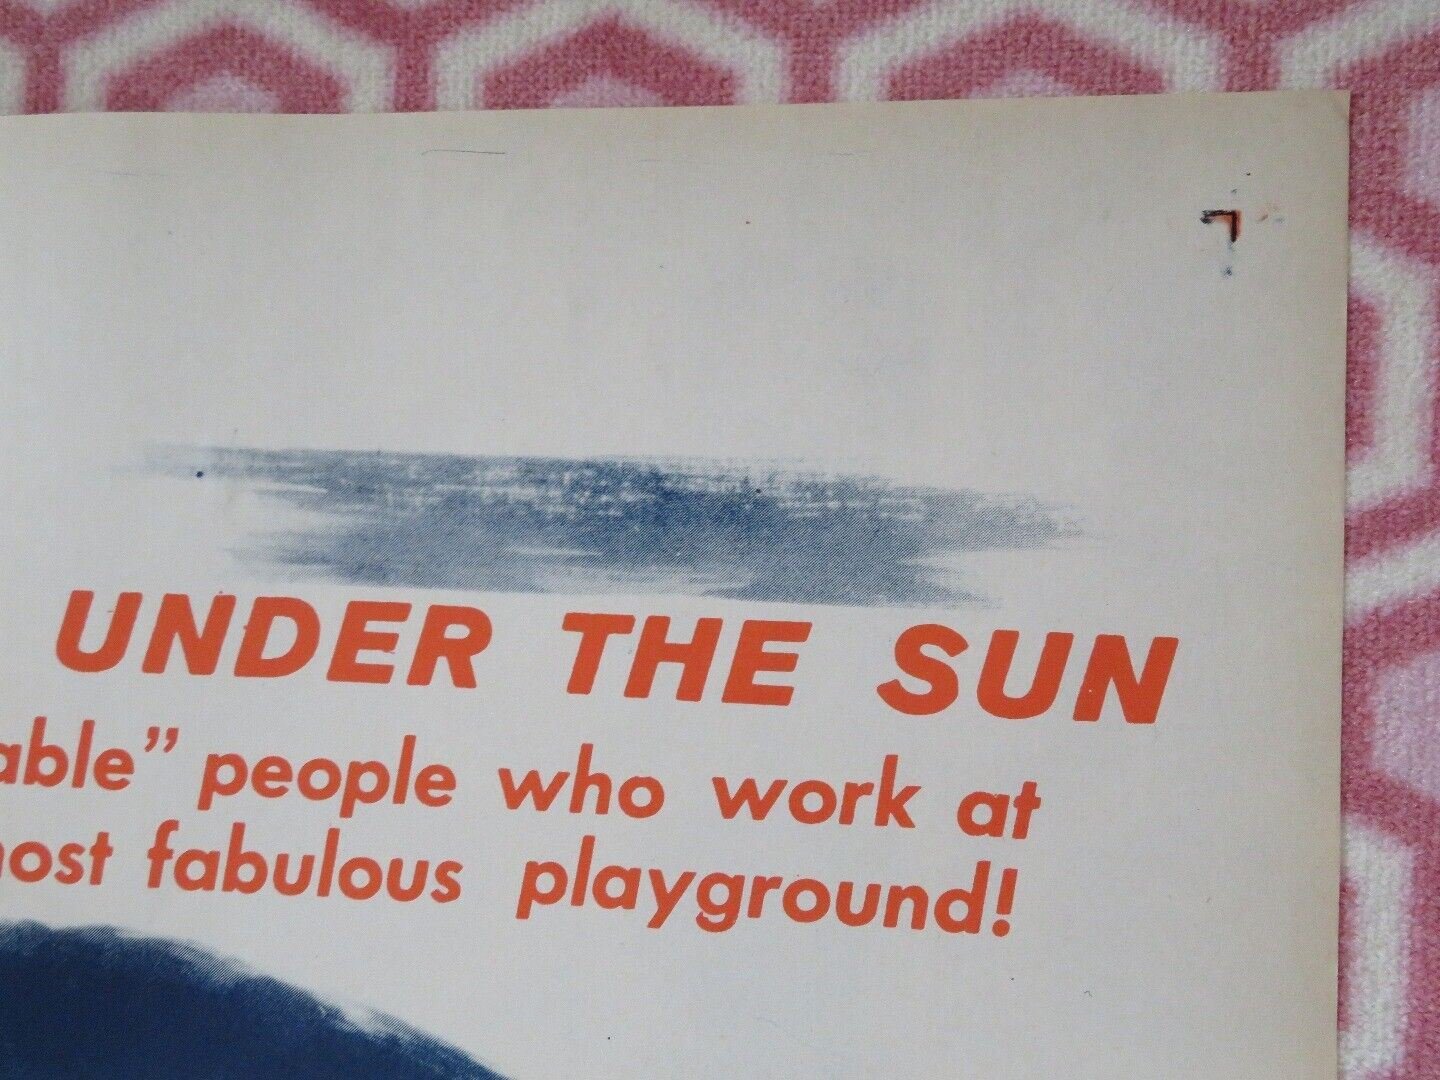 UNDER THE SUN
able” people who work at
ost fabulous playground!